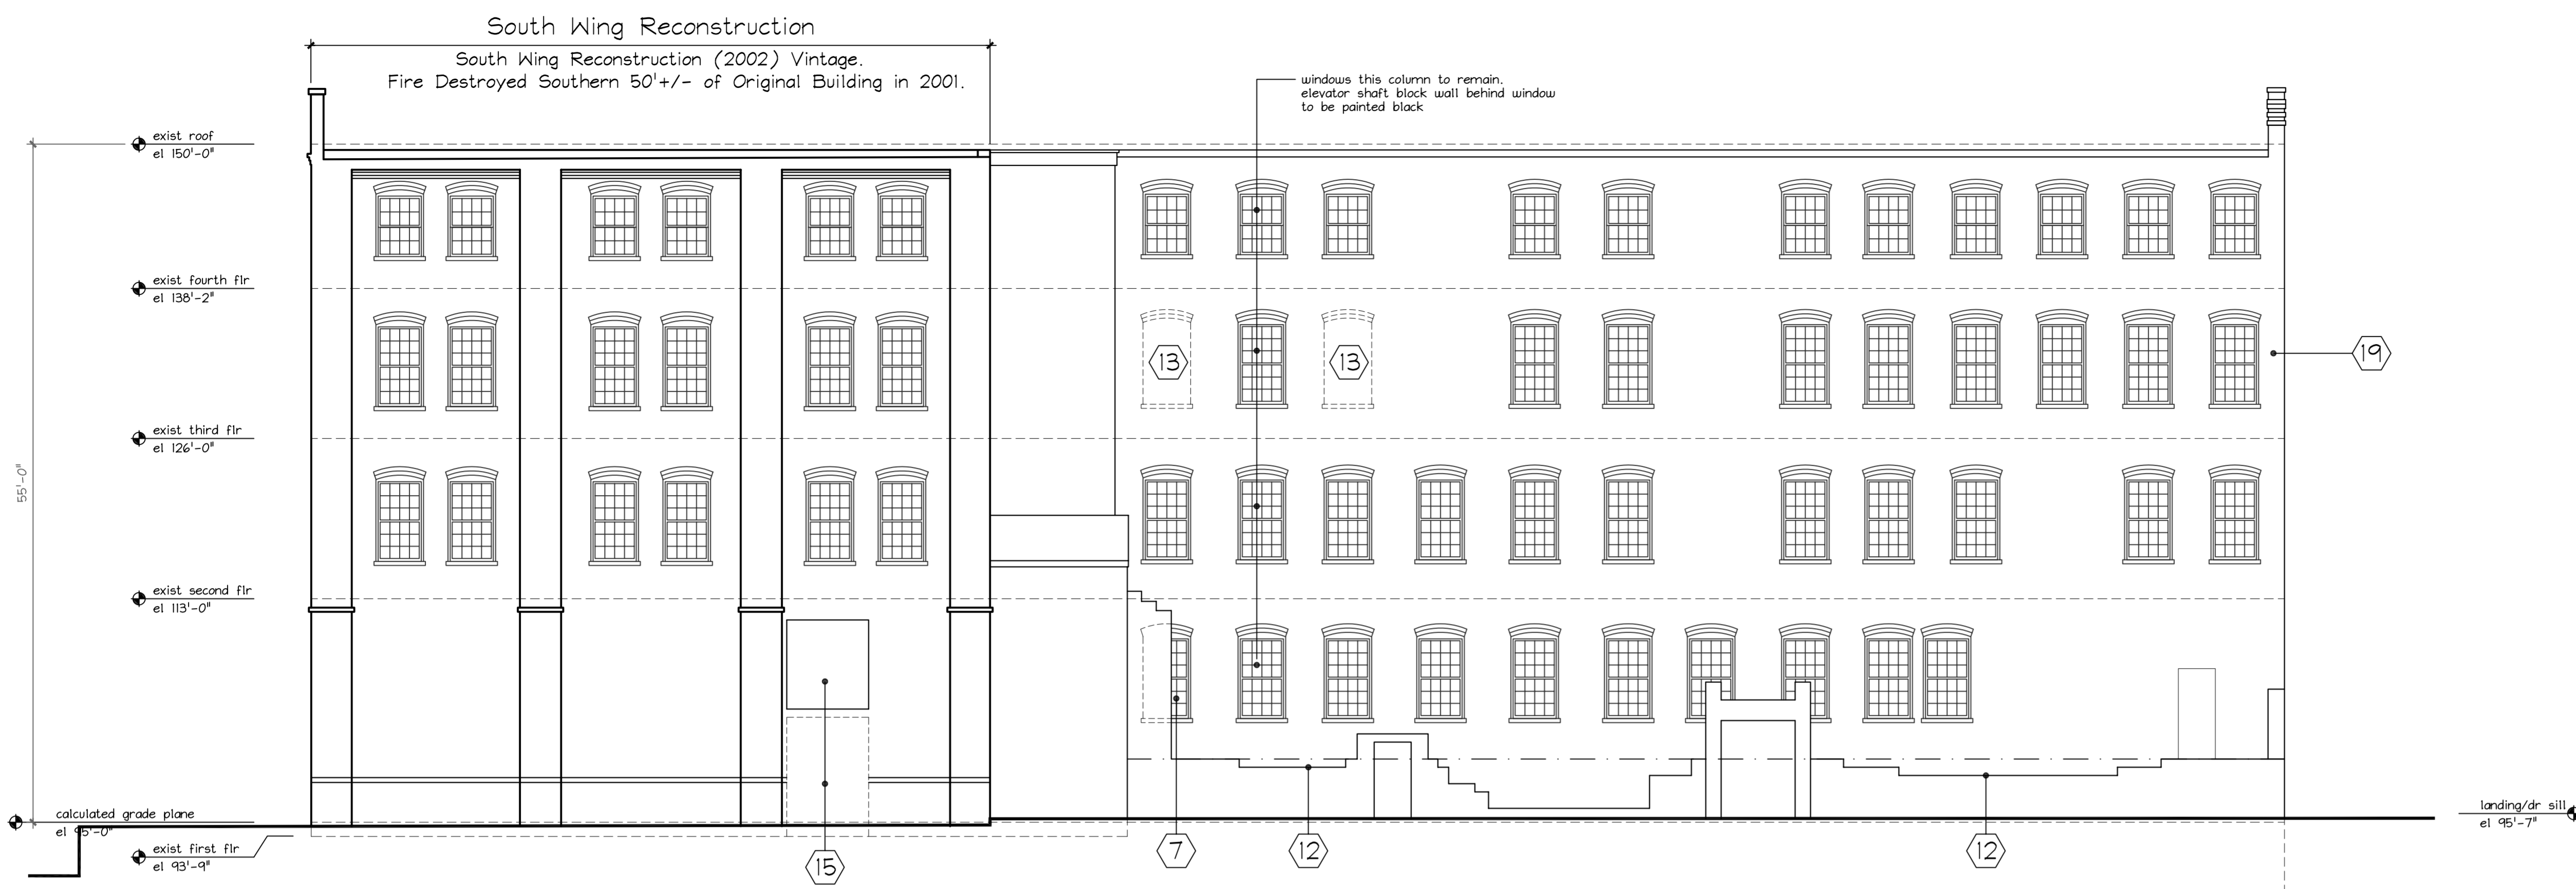 South Wing Reconstruction
South Wing Reconstruction (2002) Vintage.
Fire Destroyed Southern 50'+/- of Original Building in 2001.
windows this column to remain.
elevator shaft block wall behind window
to be painted black
exist roof
el 150'-0"
exist fourth flr
el 138'-2"
13
13
19
exist third flr
el 126'-0"
55'-0"
exist second flr
el 113'-0"
calculated grade plane
el 95'-0"
landing/dr sill
el 95'-7"
exist first flr
el 93'-9"
15
7
12
12